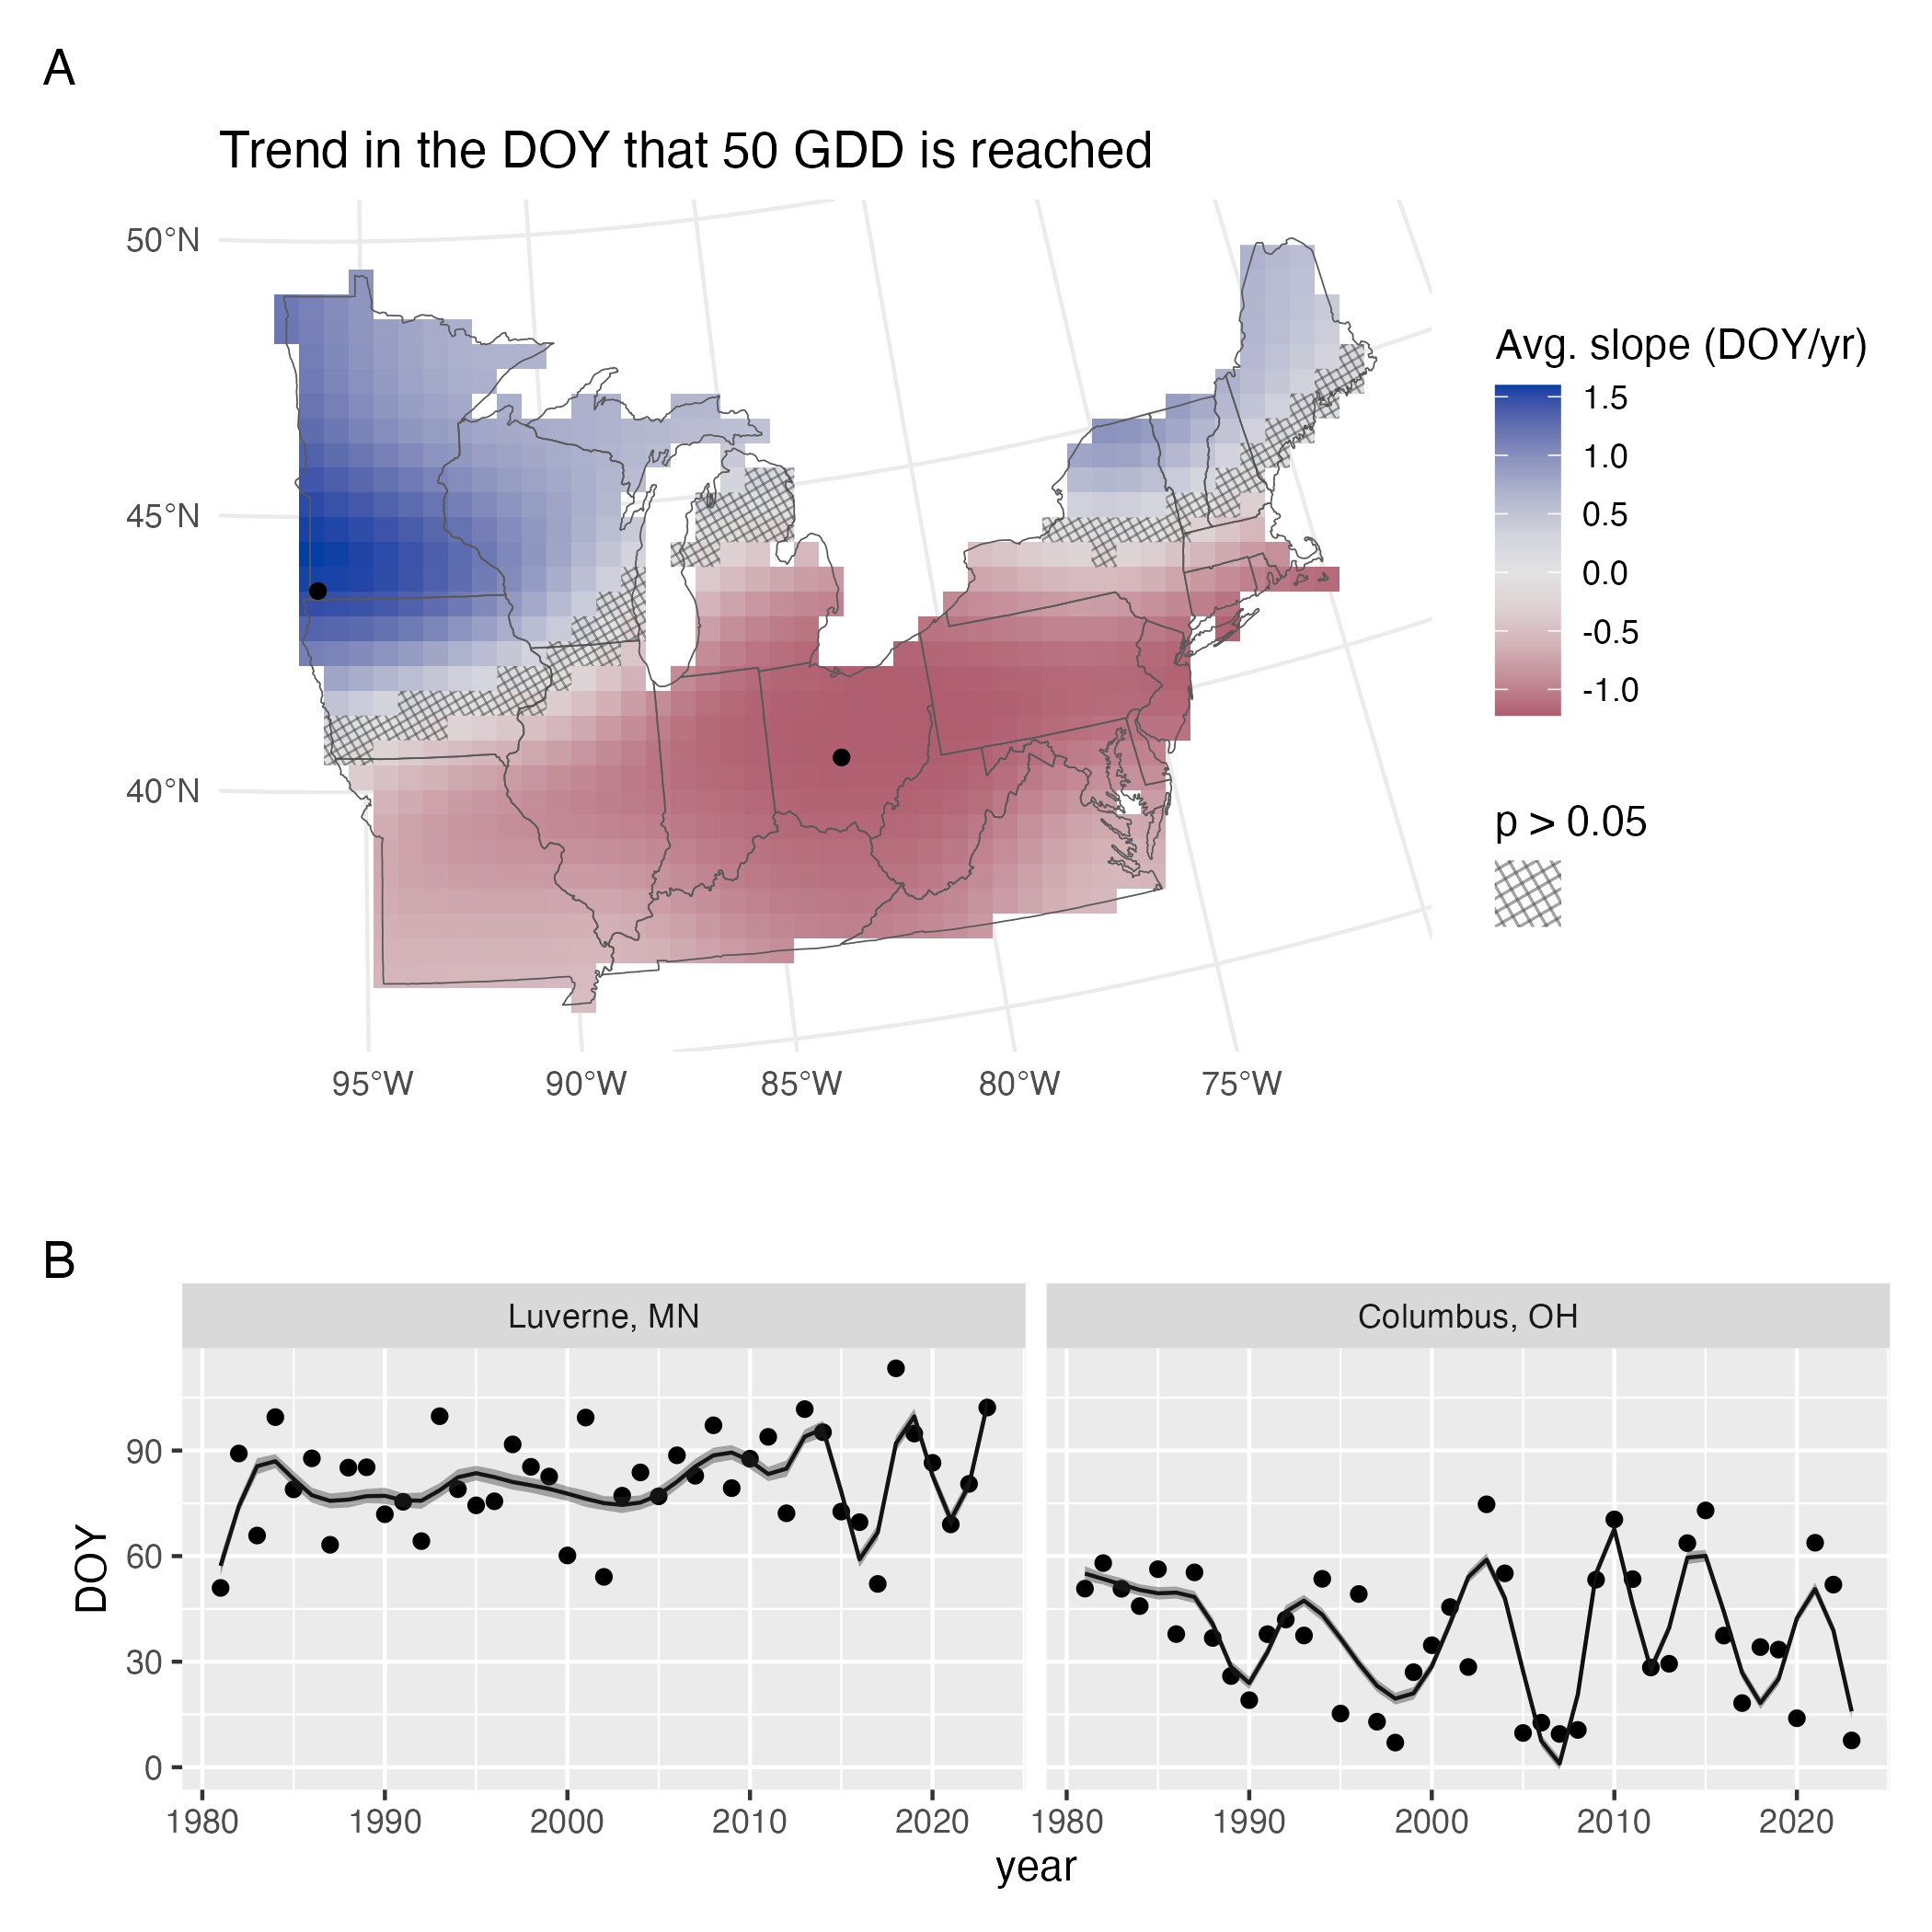 A
Trend in the DOY that 50 GDD is reached
50°N
45°N
40°N
95°W 90°W 85°W 80°W 75°W
Avg. slope (DOY/yr)
1.5
1.0
0.5
0.0
-0.5
-1.0
p > 0.05
B
Luverne, MN Columbus, OH
DOY
90
60
30
0
1980 1990 2000 2010 2020 1980 1990 2000 2010 2020
year